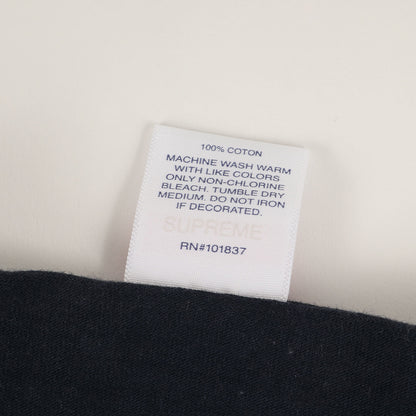 100% COTON
MACHINE WASH WARM
WITH LIKE COLORS
ONLY NON-CHLORINE
BLEACH. TUMBLE DRY
MEDIUM. DO NOT IRON
IF DECORATED.
SUPREME
RN#101837